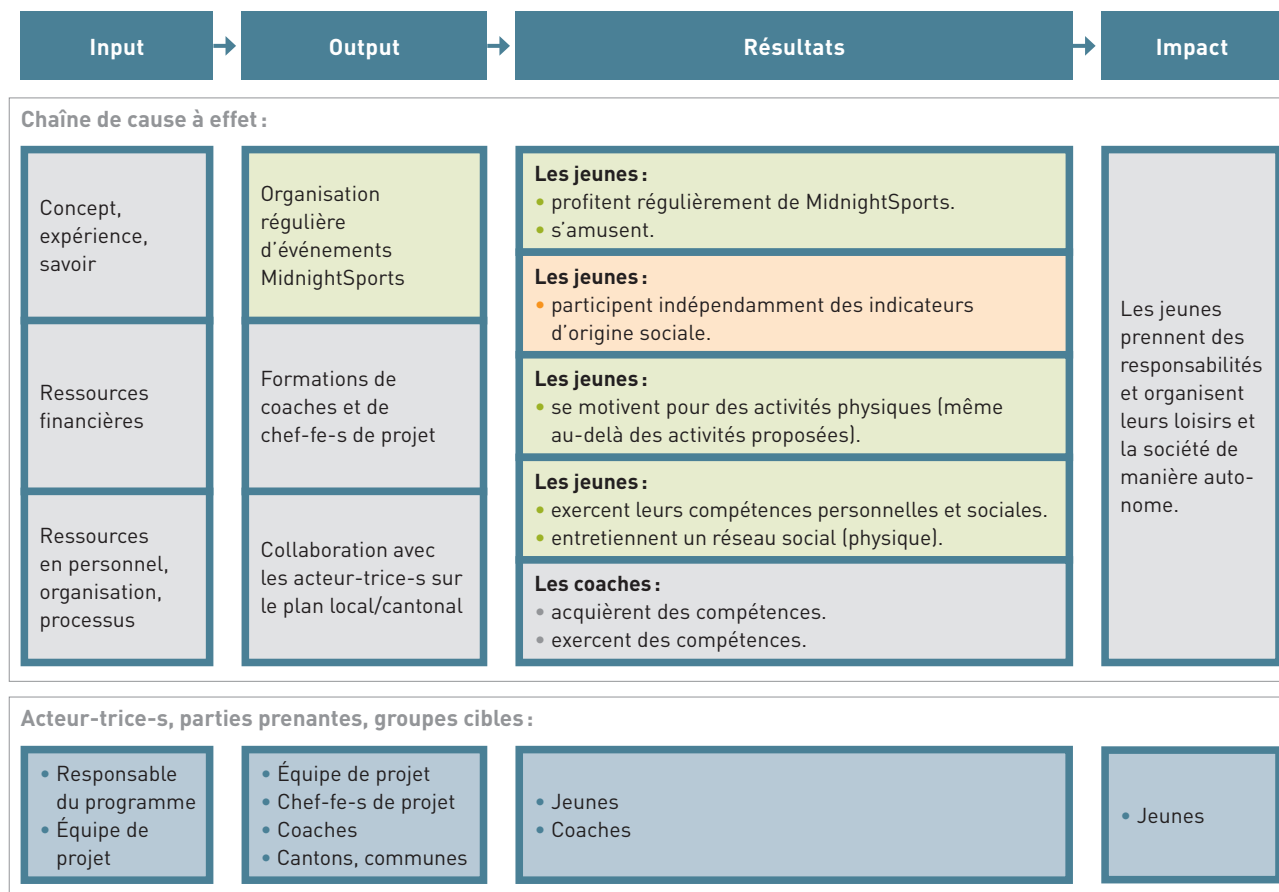 Input
Output
Résultats
Impact
Chaîne de cause à effet :
Concept,
expérience,
savoir
Ressources
financières
Ressources
en personnel,
organisation,
processus
Organisation
régulière
d’événements
MidnightSports
Formations de
coaches et de
chef-fe-s de projet
Collaboration avec
les acteur-trice-s sur
le plan local/cantonal
Les jeunes :
• profitent régulièrement de MidnightSports.
• s’amusent.
Les jeunes :
• participent indépendamment des indicateurs
d’origine sociale.
Les jeunes :
• se motivent pour des activités physiques (même
au-delà des activités proposées).
Les jeunes :
• exercent leurs compétences personnelles et sociales.
• entretiennent un réseau social (physique).
Les coaches :
• acquièrent des compétences.
• exercent des compétences.
Les jeunes
prennent des
responsabilités
et organisent
leurs loisirs et
la société de
manière auto-
nome.
Acteur-trice-s, parties prenantes, groupes cibles :
• Responsable
du programme
• Équipe de
projet
• Équipe de projet
• Chef-fe-s de projet
• Coaches
• Cantons, communes
• Jeunes
• Coaches
• Jeunes